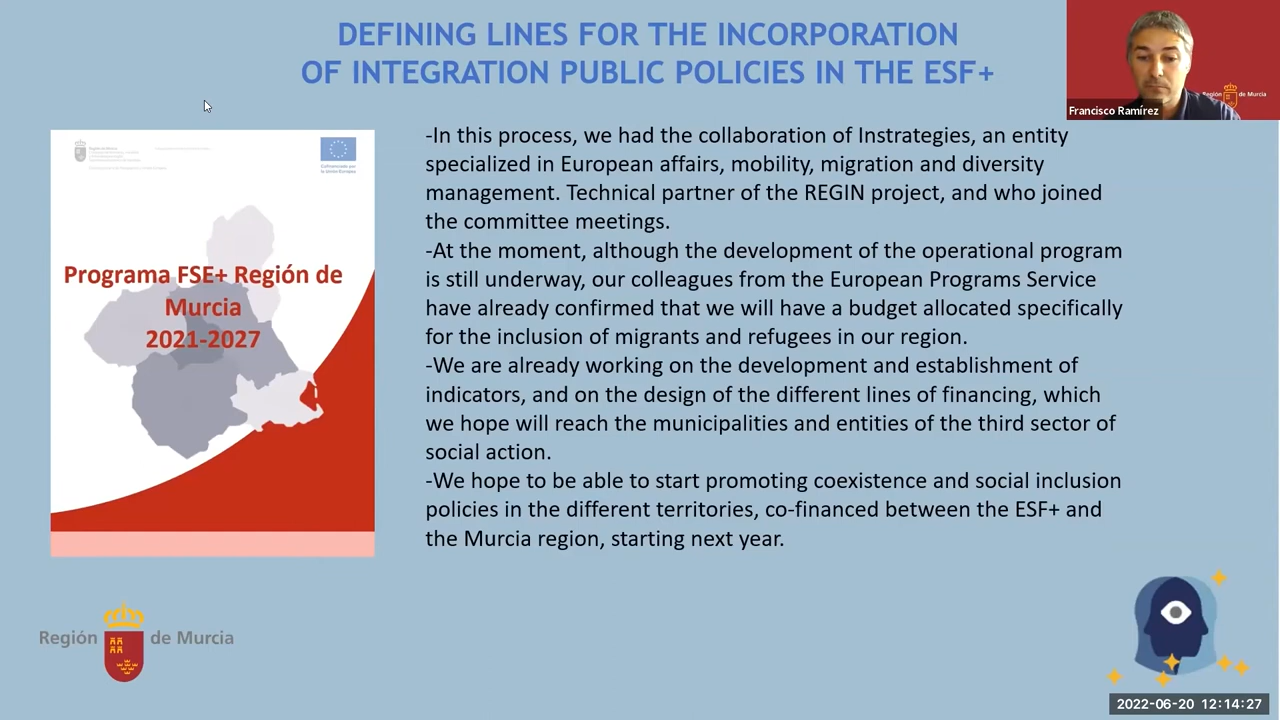 DEFINING LINES FOR THE INCORPORATION
OF INTEGRATION PUBLIC POLICIES IN THE ESF+
Región de Murcia
Francisco Ramírez
Cofinanciado por
la Unión Europea
Programa FSE+ Región de
Murcia
2021-2027
-In this process, we had the collaboration of Instrategies, an entity
specialized in European affairs, mobility, migration and diversity
management. Technical partner of the REGIN project, and who joined
the committee meetings.
-At the moment, although the development of the operational program
is still underway, our colleagues from the European Programs Service
have already confirmed that we will have a budget allocated specifically
for the inclusion of migrants and refugees in our region.
-We are already working on the development and establishment of
indicators, and on the design of the different lines of financing, which
we hope will reach the municipalities and entities of the third sector of
social action.
-We hope to be able to start promoting coexistence and social inclusion
policies in the different territories, co-financed between the ESF+ and
the Murcia region, starting next year.
Región de Murcia
2022-06-20 12:14:27